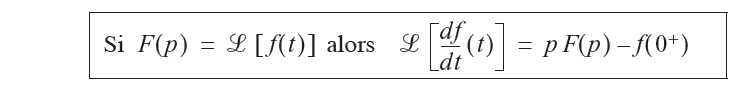 Si F(p) = ℒ [f(t)] alors ℒ [df/dt (t)] = p F(p) – f(0⁺)